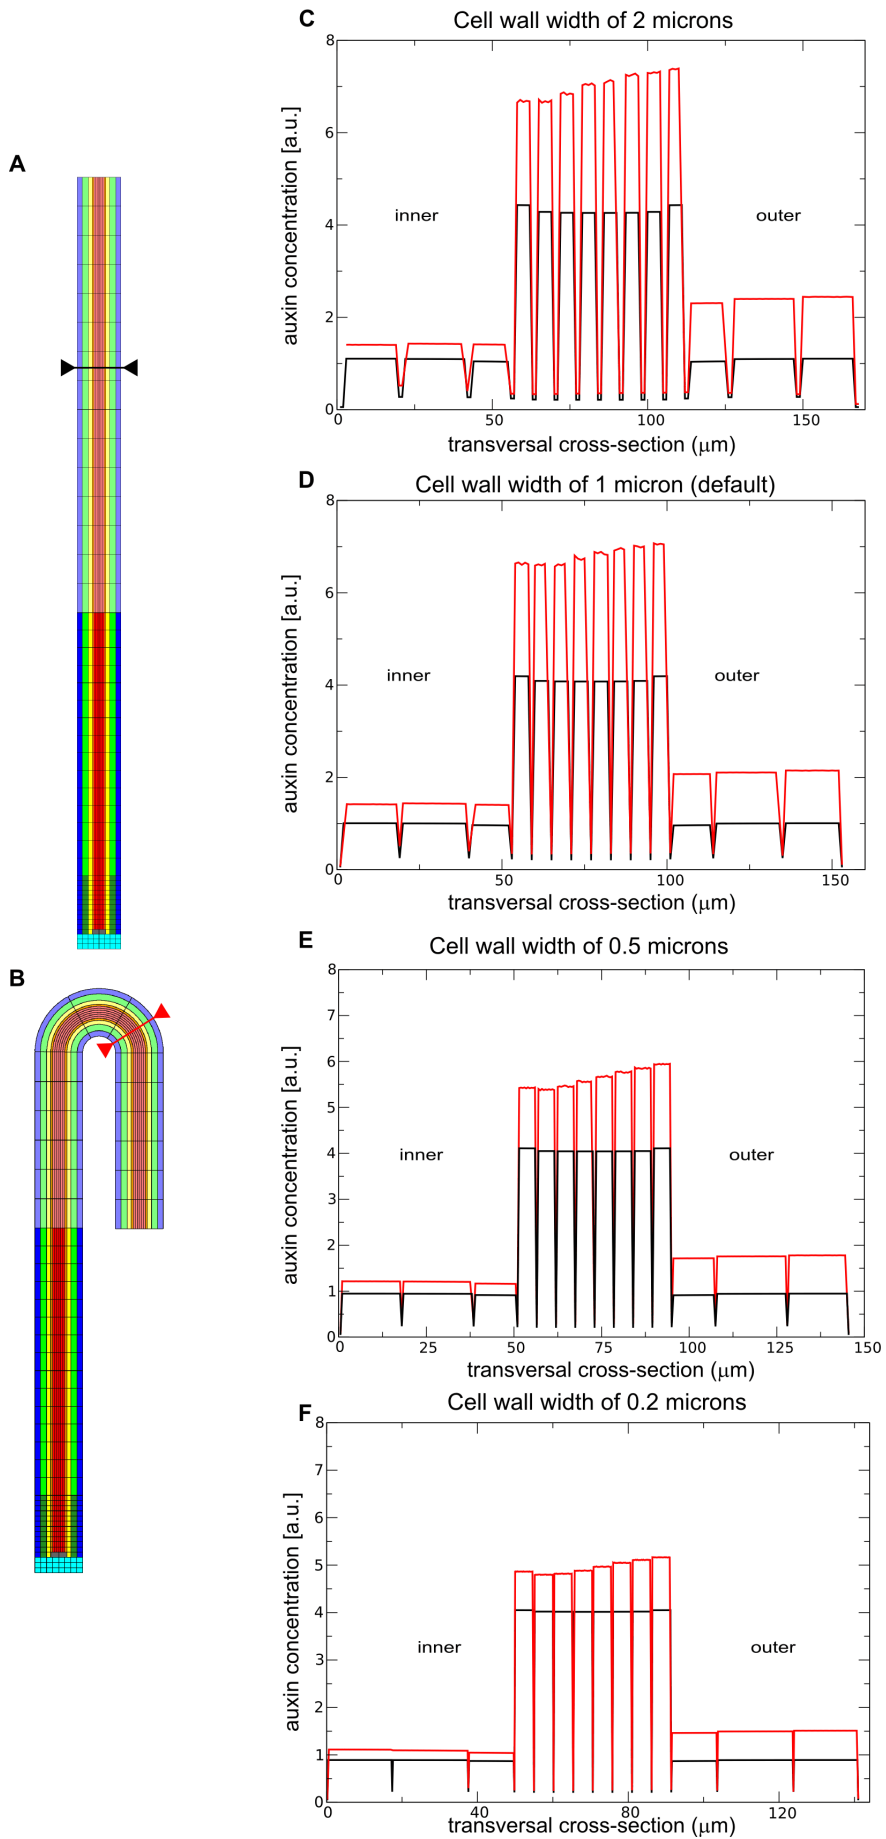 A
B
C
Cell wall width of 2 microns
8
6
4
2
0
auxin concentration [a.u.]
inner
outer
0
50
100
150
transversal cross-section (μm)
D
Cell wall width of 1 micron (default)
8
6
4
2
0
auxin concentration [a.u.]
inner
outer
0
50
100
150
transversal cross-section (μm)
E
Cell wall width of 0.5 microns
8
7
6
5
4
3
2
1
0
auxin concentration [a.u.]
inner
outer
0
25
50
75
100
125
150
transversal cross-section (μm)
F
Cell wall width of 0.2 microns
8
7
6
5
4
3
2
1
0
auxin concentration [a.u.]
inner
outer
0
40
80
120
transversal cross-section (μm)